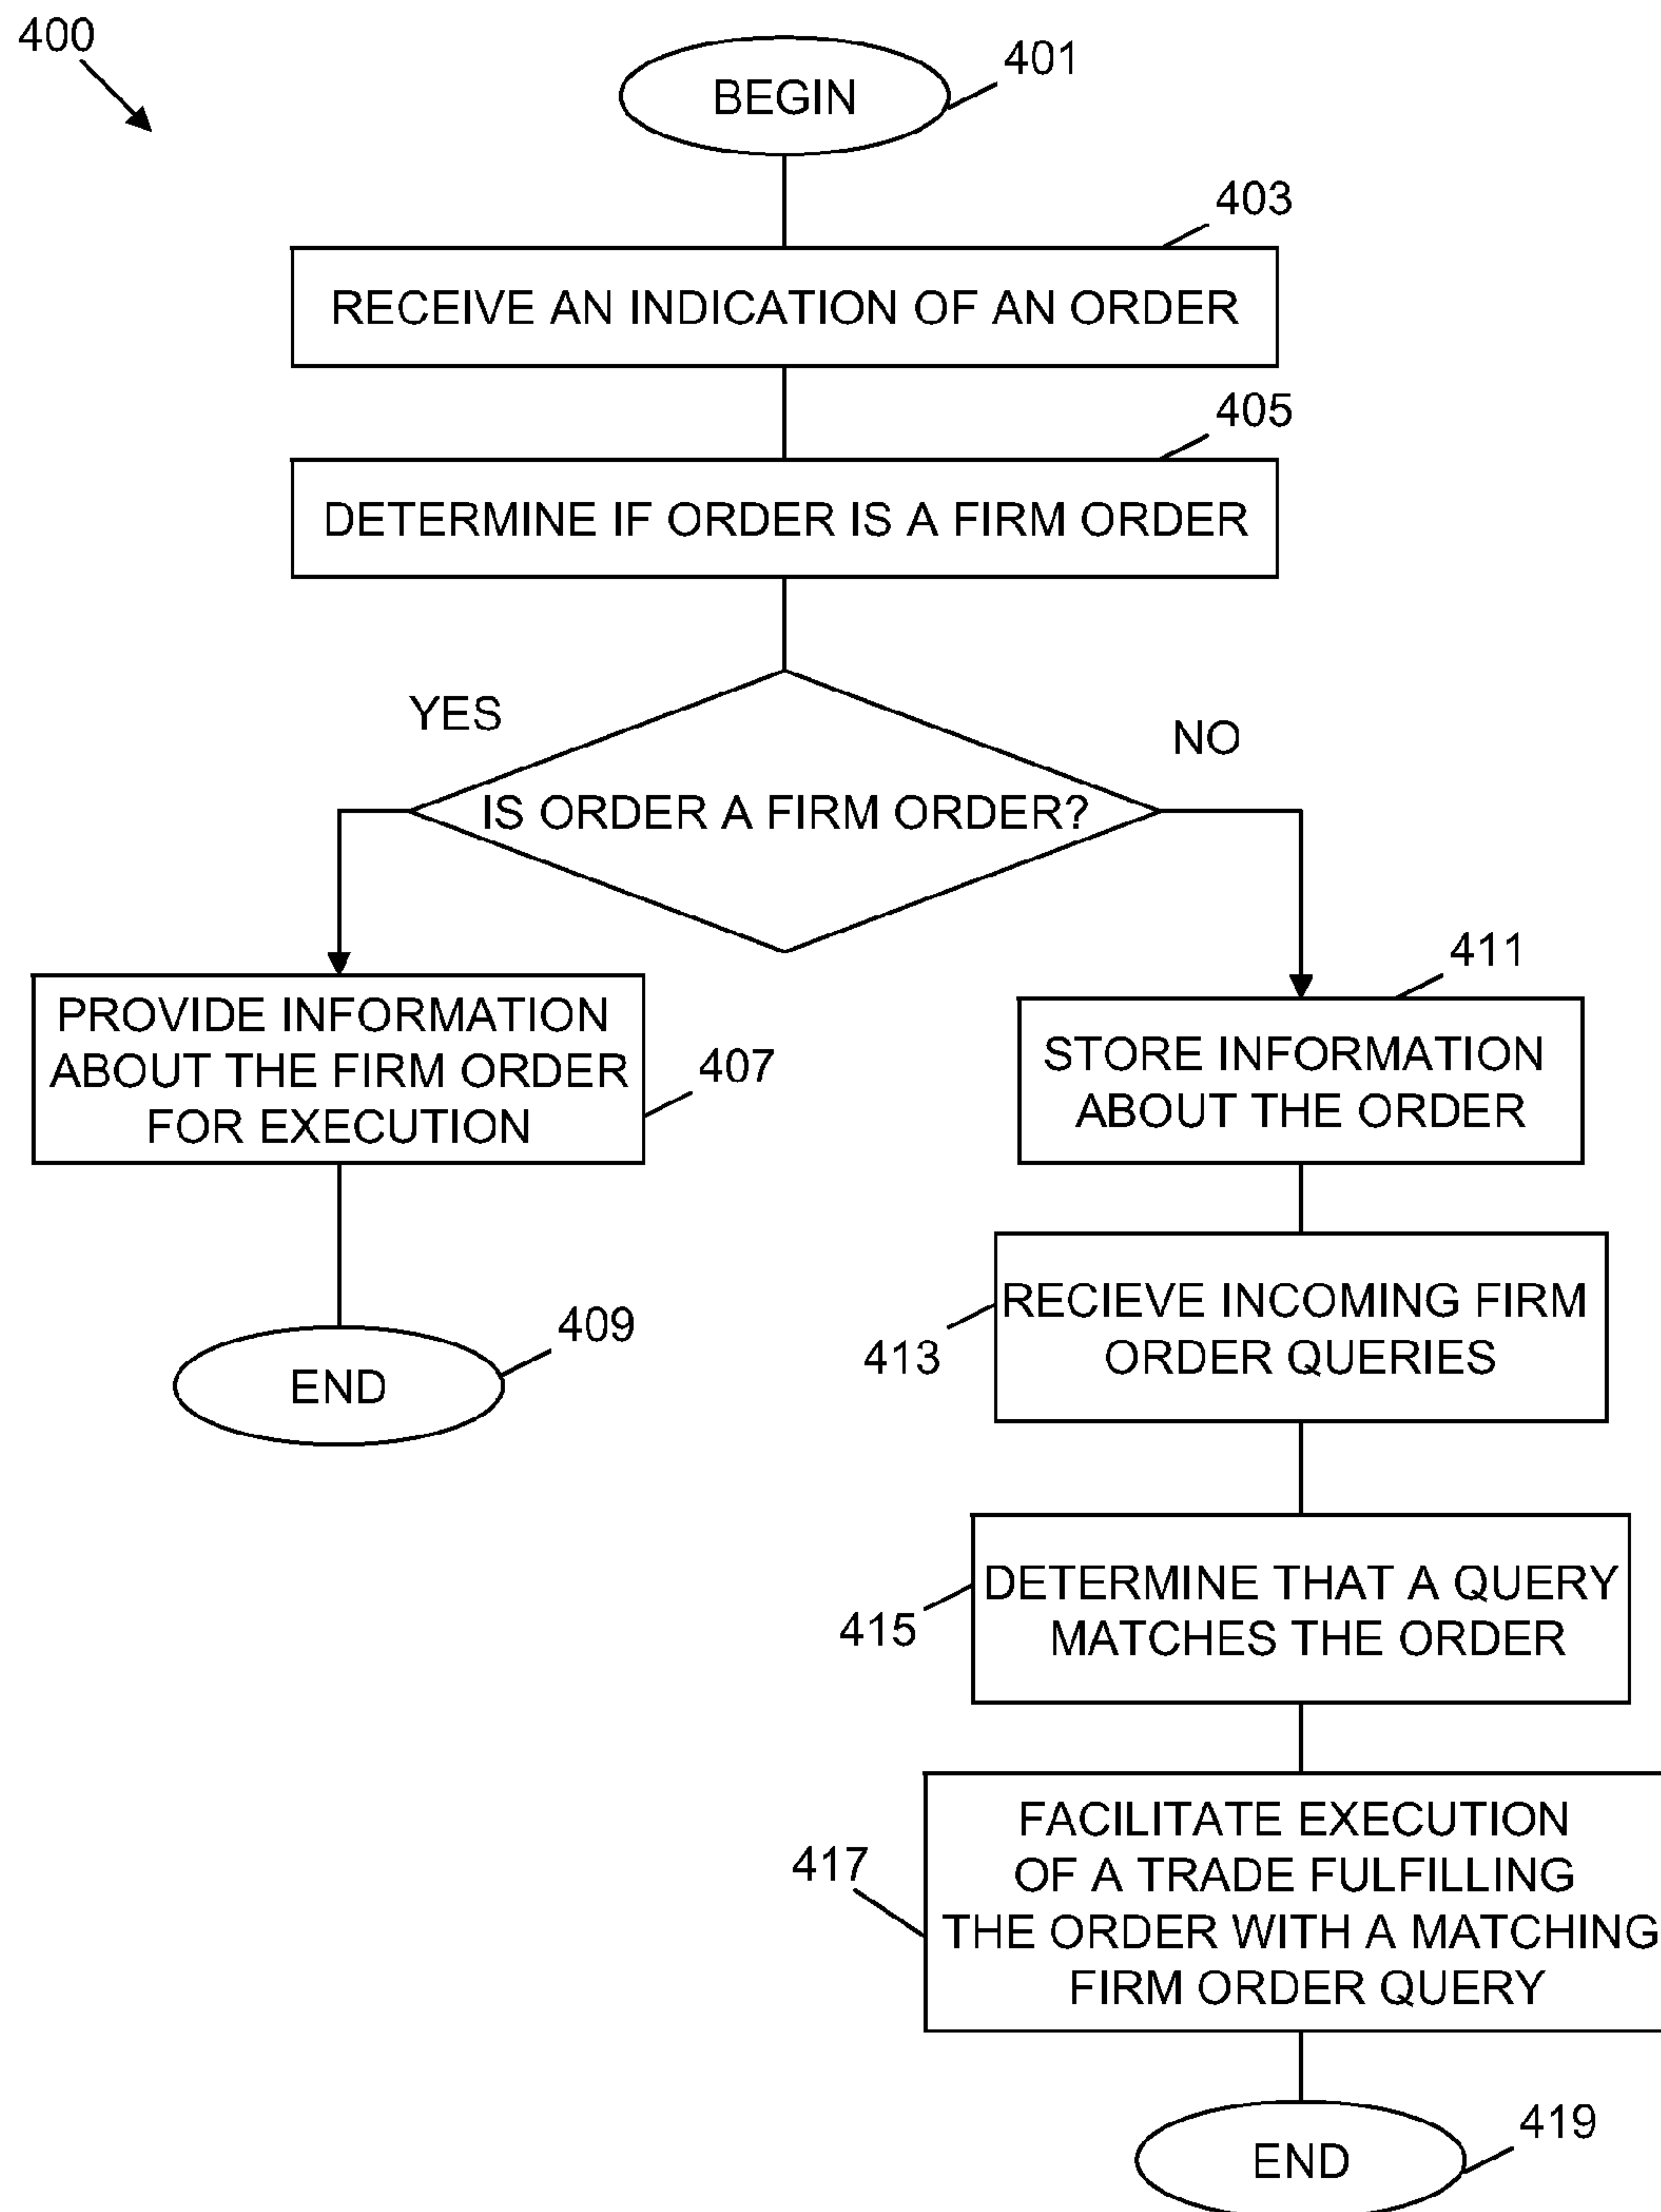 400
BEGIN
401
403
RECEIVE AN INDICATION OF AN ORDER
405
DETERMINE IF ORDER IS A FIRM ORDER
YES
NO
IS ORDER A FIRM ORDER?
PROVIDE INFORMATION
ABOUT THE FIRM ORDER
FOR EXECUTION
407
409
END
411
STORE INFORMATION
ABOUT THE ORDER
RECIEVE INCOMING FIRM
ORDER QUERIES
413
DETERMINE THAT A QUERY
MATCHES THE ORDER
415
FACILITATE EXECUTION
OF A TRADE FULFILLING
THE ORDER WITH A MATCHING
FIRM ORDER QUERY
417
419
END